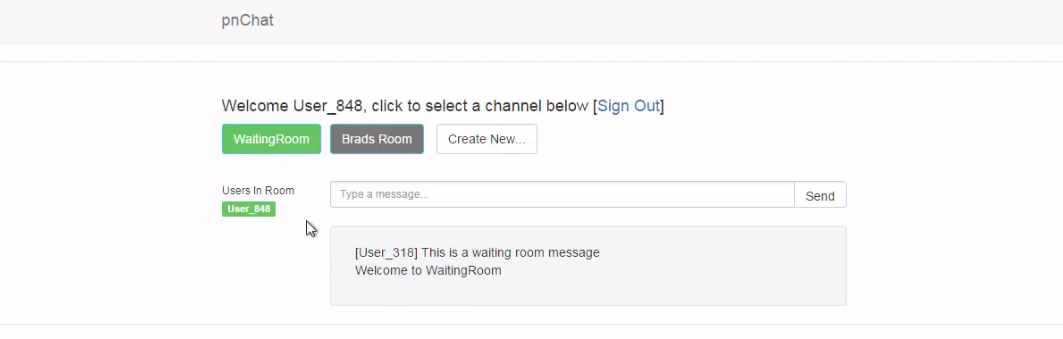 pnChat
Welcome User_848, click to select a channel below [Sign Out]
WaitingRoom Brads Room Create New...
Users In Room
User_848
Type a message... Send
[User_318] This is a waiting room message
Welcome to WaitingRoom